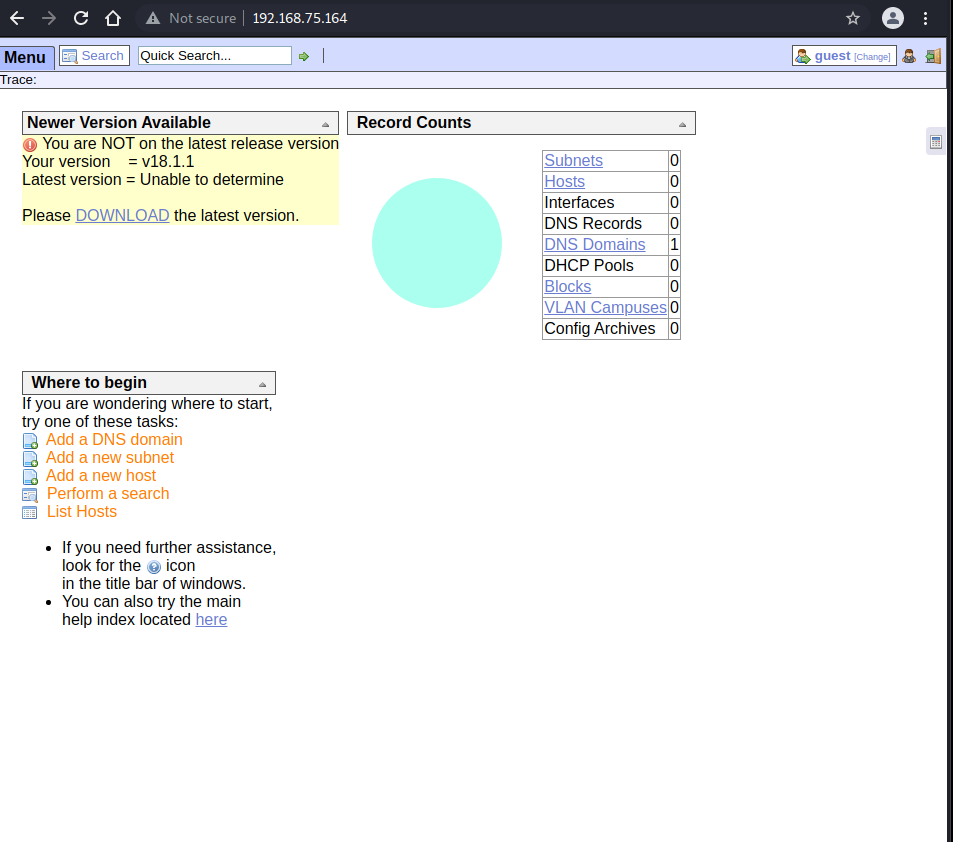 Not secure 192.168.75.164
Menu Search Quick Search... guest [Change]
Trace:
Newer Version Available
You are NOT on the latest release version
Your version = v18.1.1
Latest version = Unable to determine
Please DOWNLOAD the latest version.
Record Counts
Subnets 0
Hosts 0
Interfaces 0
DNS Records 0
DNS Domains 1
DHCP Pools 0
Blocks 0
VLAN Campuses 0
Config Archives 0
Where to begin
If you are wondering where to start,
try one of these tasks:
Add a DNS domain
Add a new subnet
Add a new host
Perform a search
List Hosts
If you need further assistance,
look for the ? icon
in the title bar of windows.
You can also try the main
help index located here